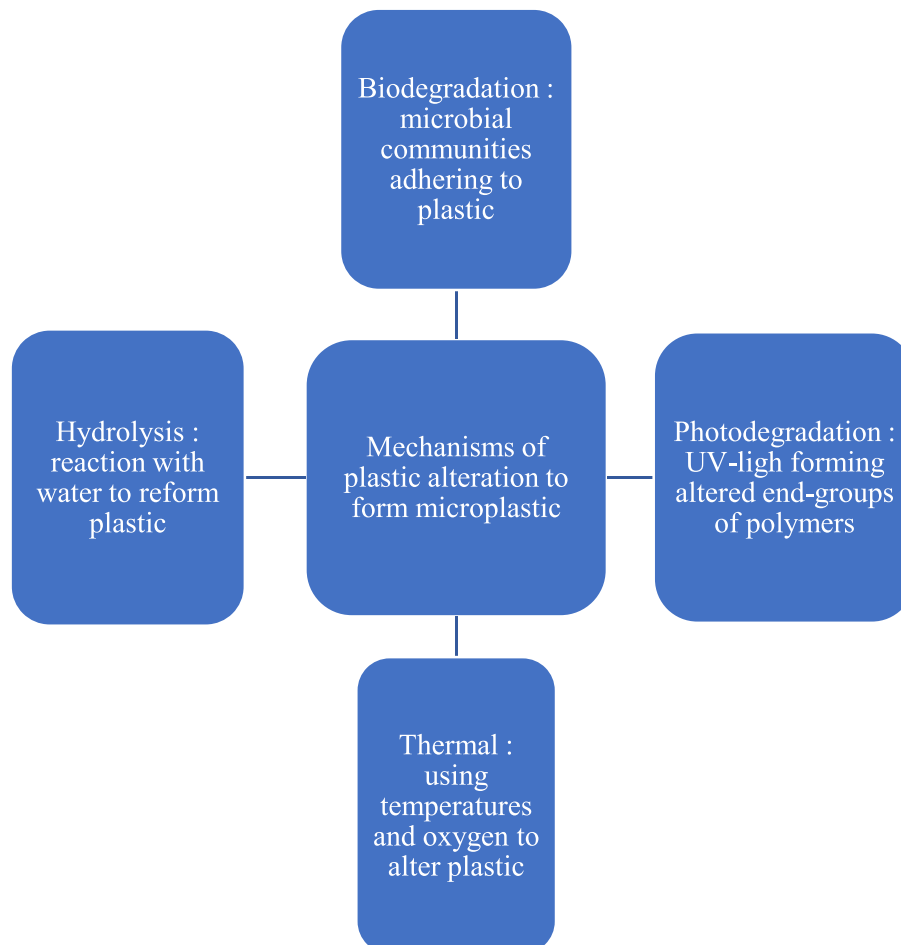 Biodegradation :
microbial
communities
adhering to
plastic
Hydrolysis :
reaction with
water to reform
plastic
Mechanisms of
plastic alteration to
form microplastic
Photodegradation :
UV-ligh forming
altered end-groups
of polymers
Thermal :
using
temperatures
and oxygen to
alter plastic